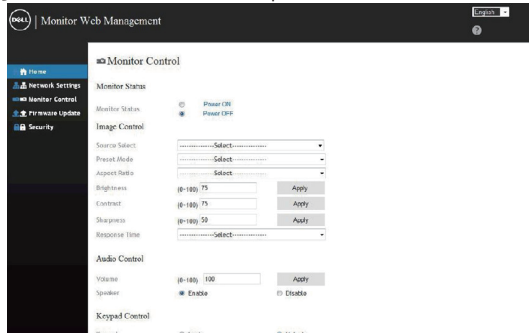 DELL | Monitor Web Management
English
?
Home
Network Settings
Monitor Control
Firmware Update
Security
Monitor Control
Monitor Status
Monitor Status Power ON
Power OFF
Image Control
Source Select ---------------Select---------------
Preset Mode ---------------Select---------------
Aspect Ratio ---------------Select---------------
Brightness (0~100) 75 Apply
Contrast (0~100) 75 Apply
Sharpness (0~100) 50 Apply
Response Time ---------------Select---------------
Audio Control
Volume (0~100) 100 Apply
Speaker Enable Disable
Keypad Control